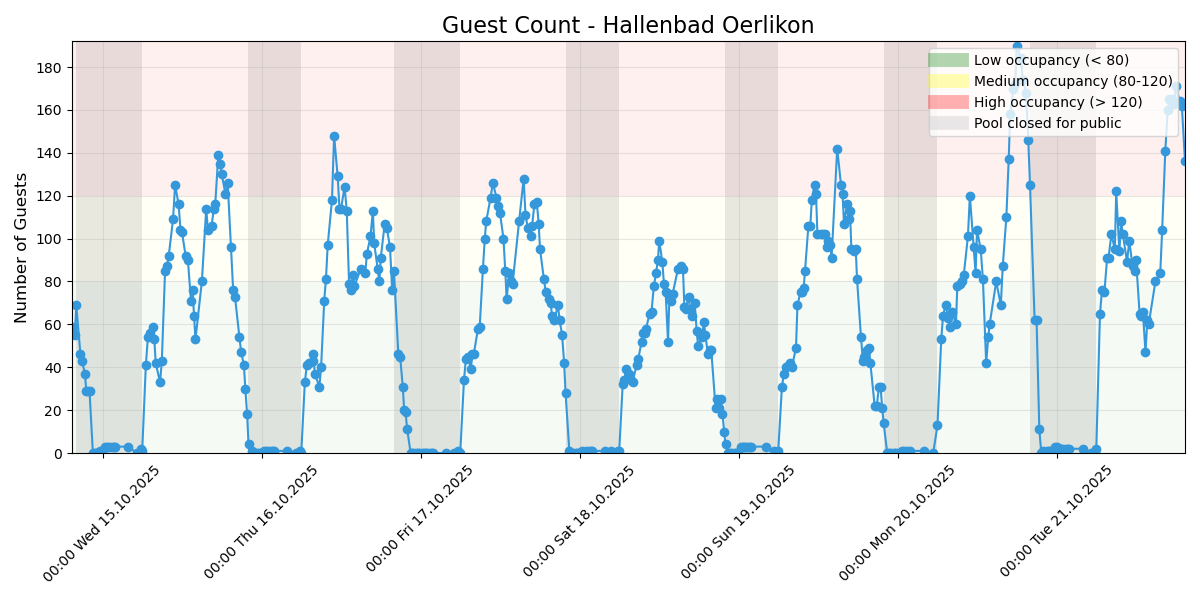 Guest Count - Hallenbad Oerlikon
Number of Guests
180
160
140
120
100
80
60
40
20
0
Low occupancy (< 80)
Medium occupancy (80-120)
High occupancy (> 120)
Pool closed for public
00:00 Wed 15.10.2025
00:00 Thu 16.10.2025
00:00 Fri 17.10.2025
00:00 Sat 18.10.2025
00:00 Sun 19.10.2025
00:00 Mon 20.10.2025
00:00 Tue 21.10.2025